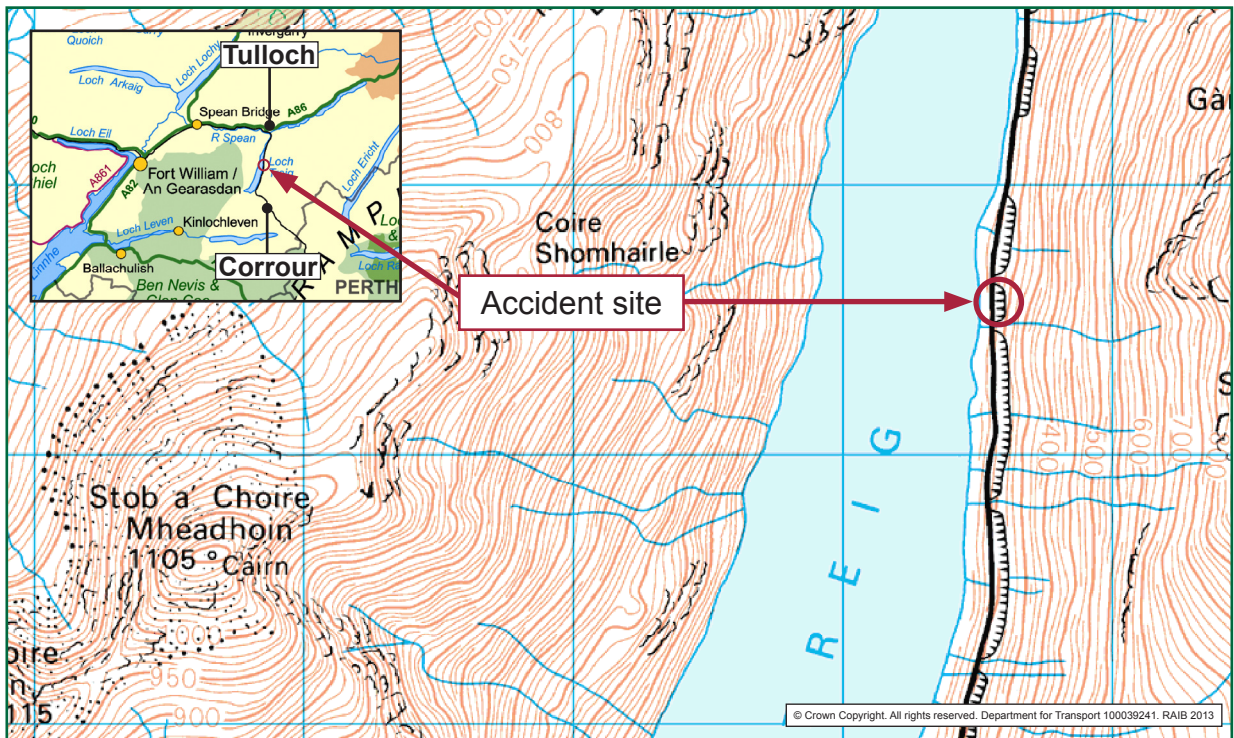 Invergarry
Quoich
Tulloch
Loch Lochy
Loch Arkaig
Spean Bridge
A86
Loch Eil
R Spean
Loch
Loch Ericht
A861
Fort William /
An Gearasdan
A82
Loch Leven
Kinlochleven
Linnhe
Corrour
Ballachulish
Ben Nevis &
PERTH
Accident site
Coire
Shomhairle
750
800
Stob a' Choire
Mheadhoin
1105
Cairn
950
900
R E I G
400
500
600
700
© Crown Copyright. All rights reserved. Department for Transport 100039241. RAIB 2013